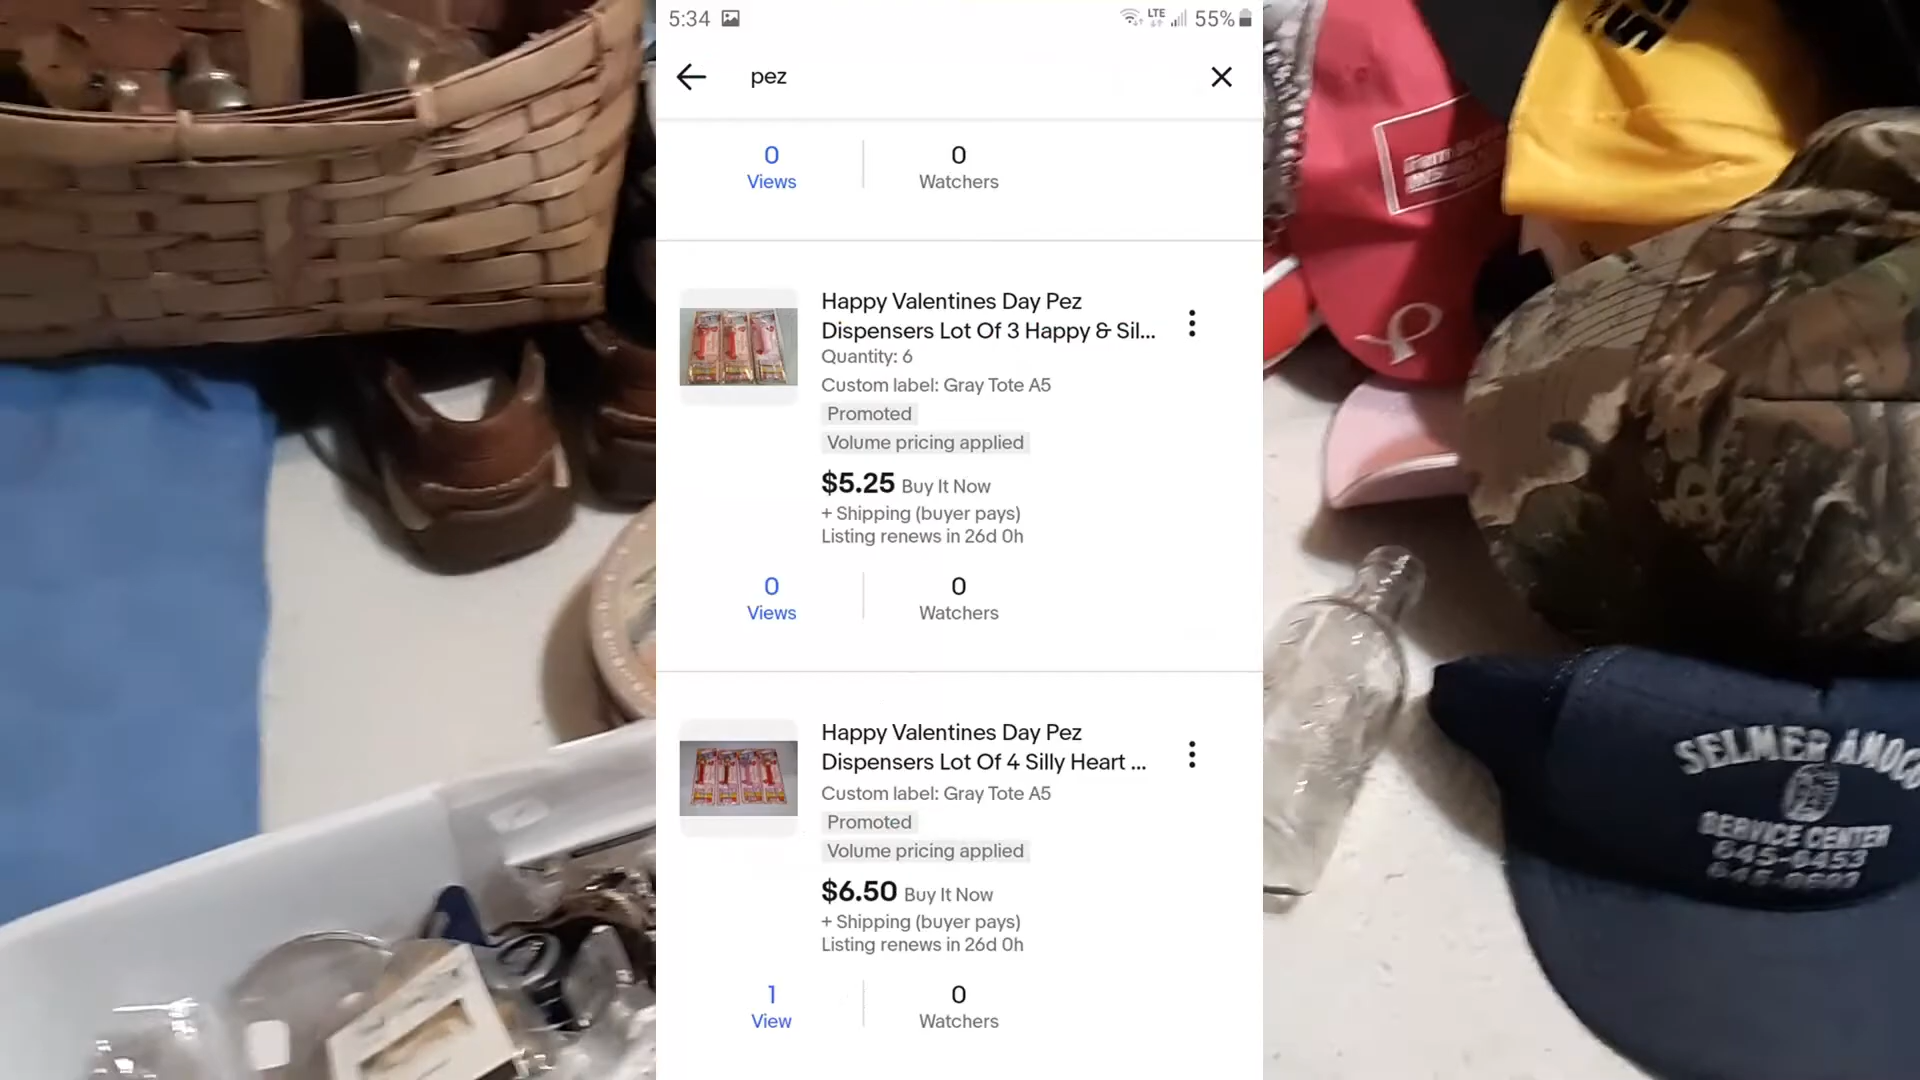 5:34
LTE
55%
pez
0
Views
0
Watchers
Happy Valentines Day Pez
Dispensers Lot Of 3 Happy & Sil...
Quantity: 6
Custom label: Gray Tote A5
Promoted
Volume pricing applied
$5.25 Buy It Now
+ Shipping (buyer pays)
Listing renews in 26d 0h
0
Views
0
Watchers
Happy Valentines Day Pez
Dispensers Lot Of 4 Silly Heart ...
Custom label: Gray Tote A5
Promoted
Volume pricing applied
$6.50 Buy It Now
+ Shipping (buyer pays)
Listing renews in 26d 0h
1
View
0
Watchers
SELMER AMOCO
SERVICE CENTER
645-6453